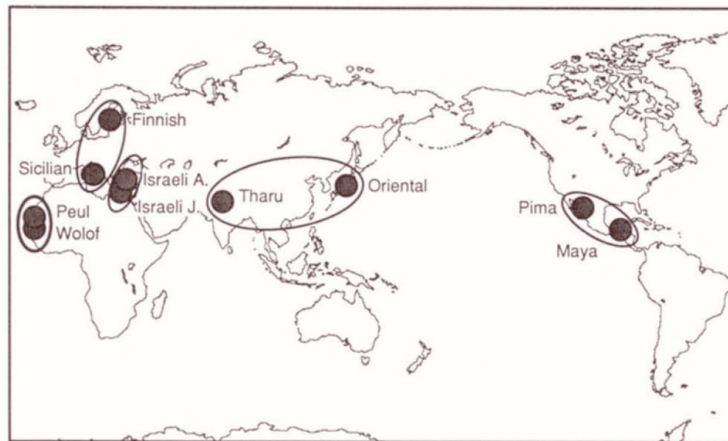 Finnish
Sicilian
Israeli A.
Israeli J.
Peul
Wolof
Tharu
Oriental
Pima
Maya